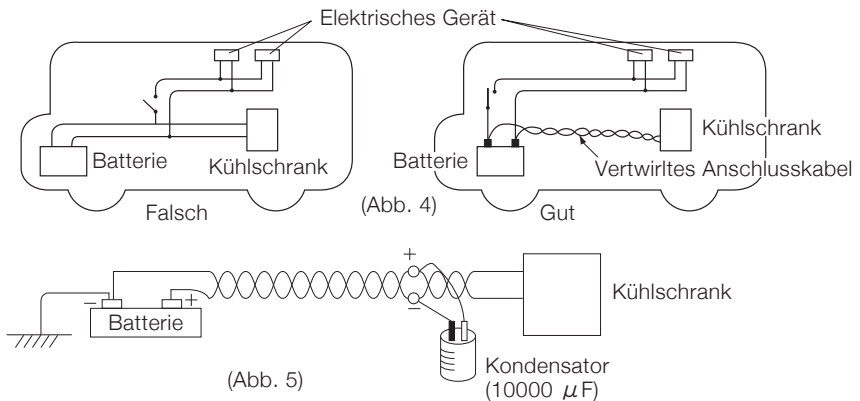 Elektrisches Gerät
Batterie
Kühlschrank
Falsch
(Abb. 4)
Batterie
Kühlschrank
Vertwirltes Anschlusskabel
Gut
+
− +
Batterie
−
Kühlschrank
(Abb. 5)
Kondensator
(10000 μF)